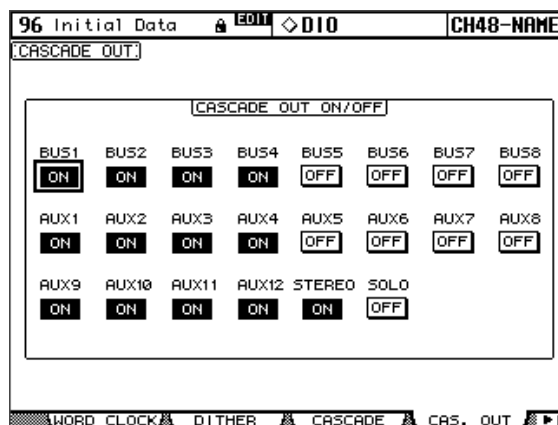 96 Initial Data EDIT ◇DIO CH48-NAME
CASCADE OUT
CASCADE OUT ON/OFF
BUS1 BUS2 BUS3 BUS4 BUS5 BUS6 BUS7 BUS8
ON ON ON ON OFF OFF OFF OFF
AUX1 AUX2 AUX3 AUX4 AUX5 AUX6 AUX7 AUX8
ON ON ON ON OFF OFF OFF OFF
AUX9 AUX10 AUX11 AUX12 STEREO SOLO
ON ON ON ON ON OFF
WORD CLOCK DITHER CASCADE CAS. OUT